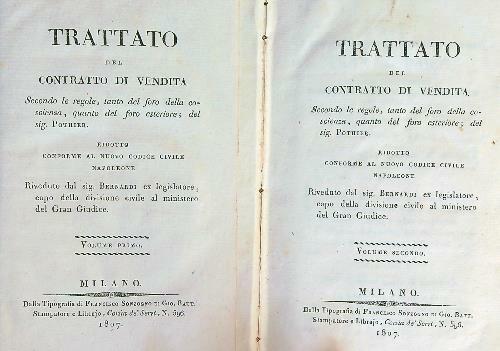 TRATTATO
DEL
CONTRATTO DI VENDITA
Secondo le regole, tanto del foro della co-
scienza, quanto del foro esteriore; del
sig. POTHIER.
RIDOTTO
CONFORME AL NUOVO CODICE CIVILE
NAPOLEONE
Riveduto dal sig. BERNARDI ex legislatore;
capo della divisione civile al ministero
del Gran Giudice.
VOLUME PRIMO.
MILANO.
Dalla Tipografia di FRANCESCO SONZOGNO DI GIO. BATT.
Stampatore e Librajo, Corsia de' Servi, N. 596.
1807.
TRATTATO
DEL
CONTRATTO DI VENDITA
Secondo le regole, tanto del foro della co-
scienza, quanto del foro esteriore; del
sig. POTHIER.
RIDOTTO
CONFORME AL NUOVO CODICE CIVILE
NAPOLEONE
Riveduto dal sig. BERNARDI ex legislatore;
capo della divisione civile al ministero
del Gran Giudice.
VOLUME SECONDO.
MILANO.
Dalla Tipografia di FRANCESCO SONZOGNO DI GIO. BATT.
Stampatore e Librajo, Corsia de' Servi, N. 596.
1807.